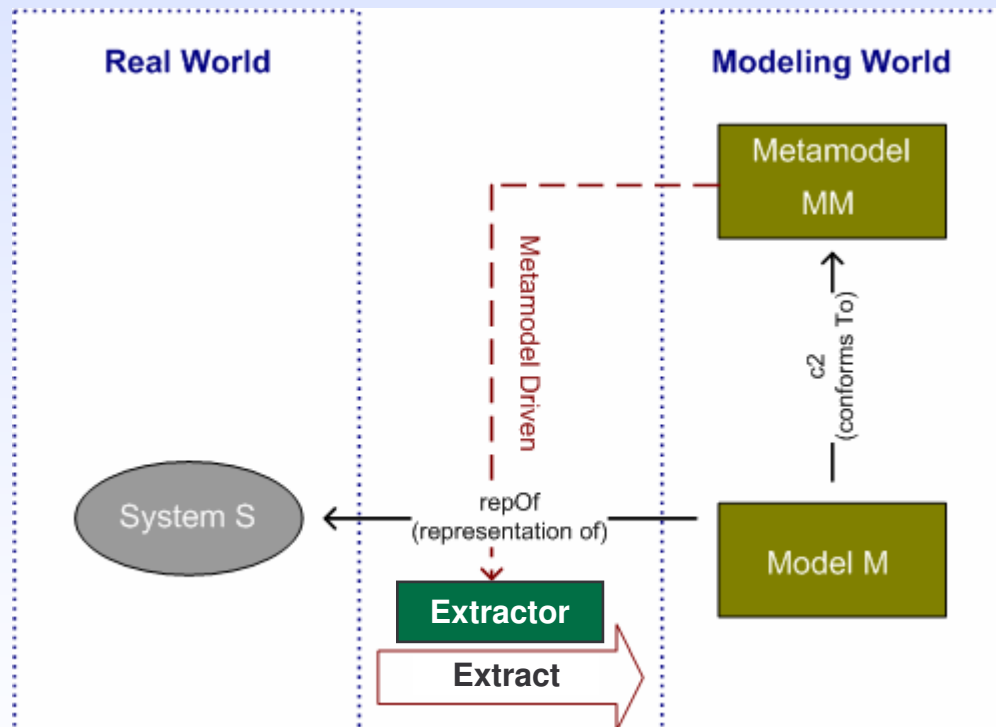 Real World
Modeling World
Metamodel
MM
Metamodel Driven
c2
(conforms To)
System S
repOf
(representation of)
Model M
Extractor
Extract